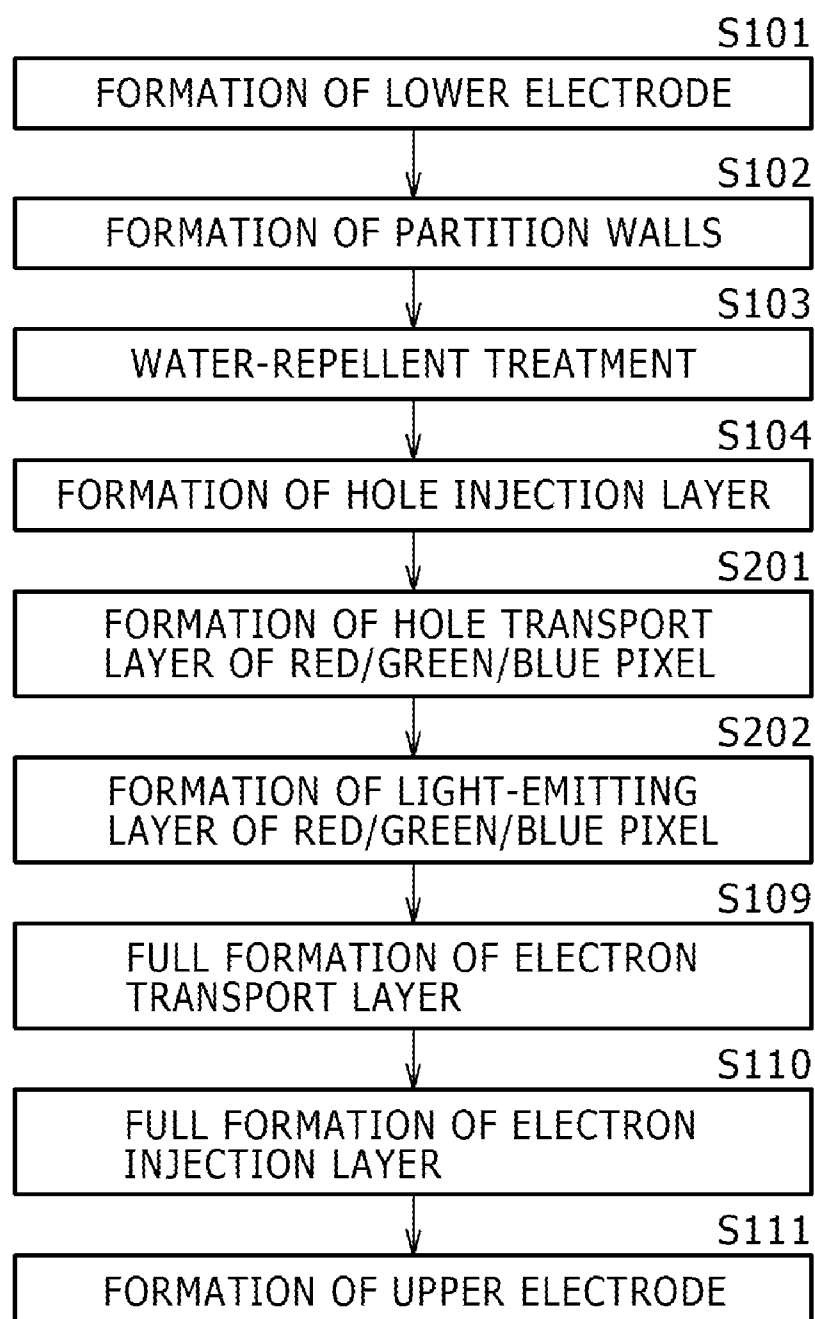 S101
FORMATION OF LOWER ELECTRODE
S102
FORMATION OF PARTITION WALLS
S103
WATER-REPELLENT TREATMENT
S104
FORMATION OF HOLE INJECTION LAYER
S201
FORMATION OF HOLE TRANSPORT
LAYER OF RED/GREEN/BLUE PIXEL
S202
FORMATION OF LIGHT-EMITTING
LAYER OF RED/GREEN/BLUE PIXEL
S109
FULL FORMATION OF ELECTRON
TRANSPORT LAYER
S110
FULL FORMATION OF ELECTRON
INJECTION LAYER
S111
FORMATION OF UPPER ELECTRODE